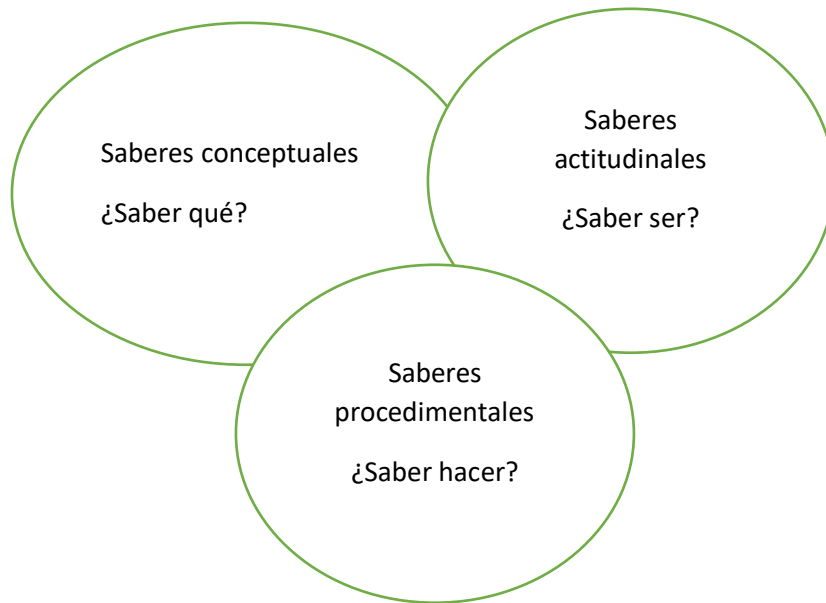 Saberes conceptuales
¿Saber qué?
Saberes
actitudinales
¿Saber ser?
Saberes
procedimentales
¿Saber hacer?